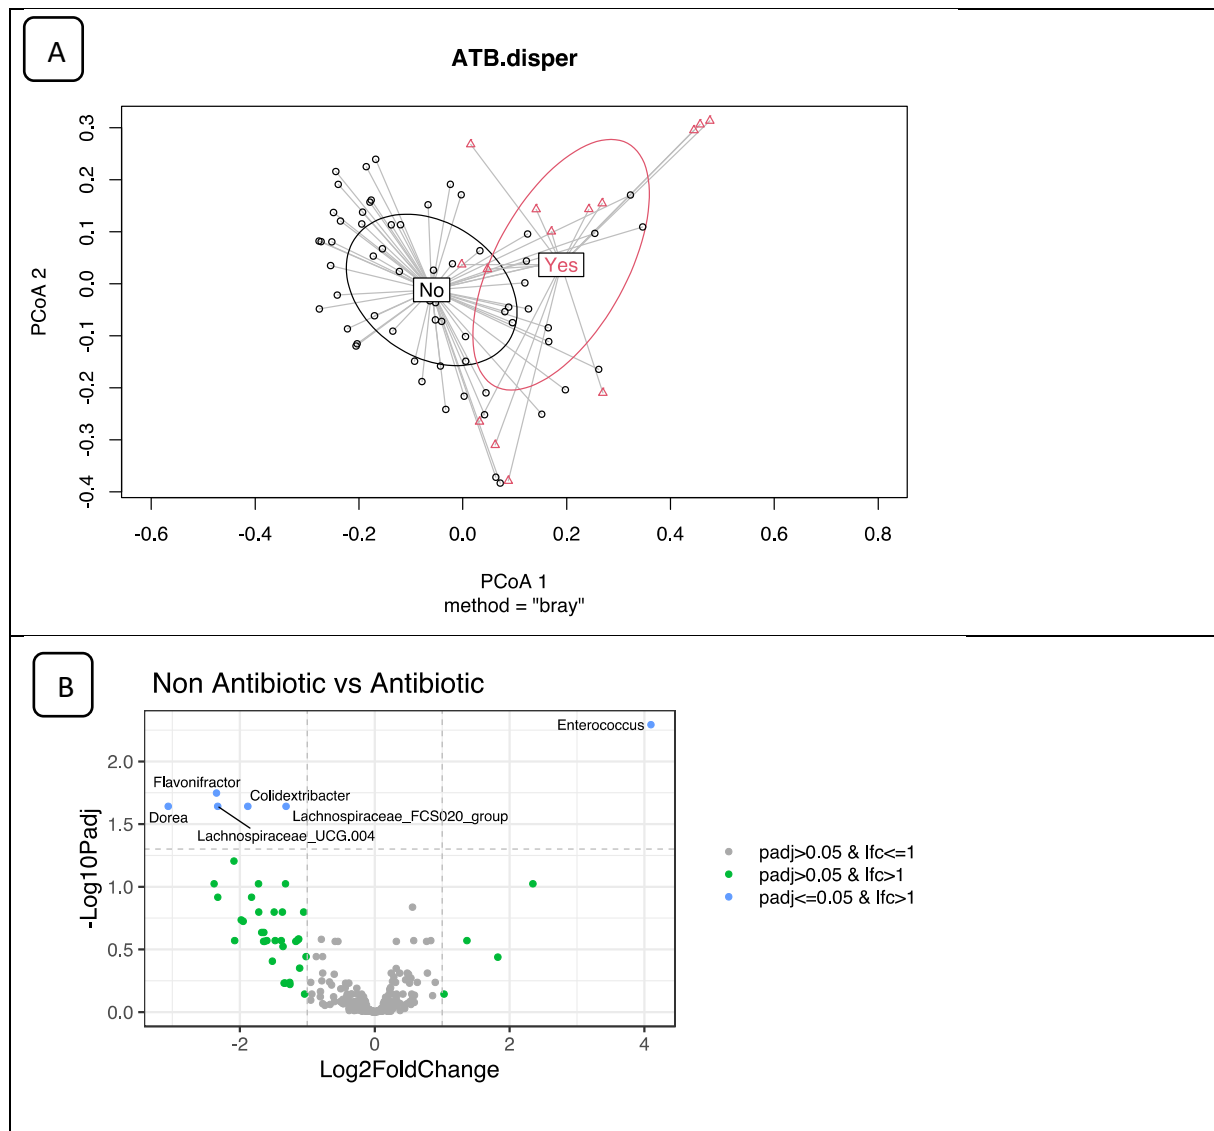 A
ATB.disper
PCoA 2
0.3
0.2
0.1
0.0
-0.1
-0.2
-0.3
-0.4
No
Yes
-0.6
-0.4
-0.2
0.0
0.2
0.4
0.6
0.8
PCoA 1
method = "bray"
B
Non Antibiotic vs Antibiotic
-Log10Padj
2.0
1.5
1.0
0.5
0.0
Enterococcus
Flavonifractor
Colidextribacter
Dorea
Lachnospiraceae_FCS020_group
Lachnospiraceae_UCG.004
-2
0
2
4
Log2FoldChange
padj>0.05 & lfc<=1
padj>0.05 & lfc>1
padj<=0.05 & lfc>1